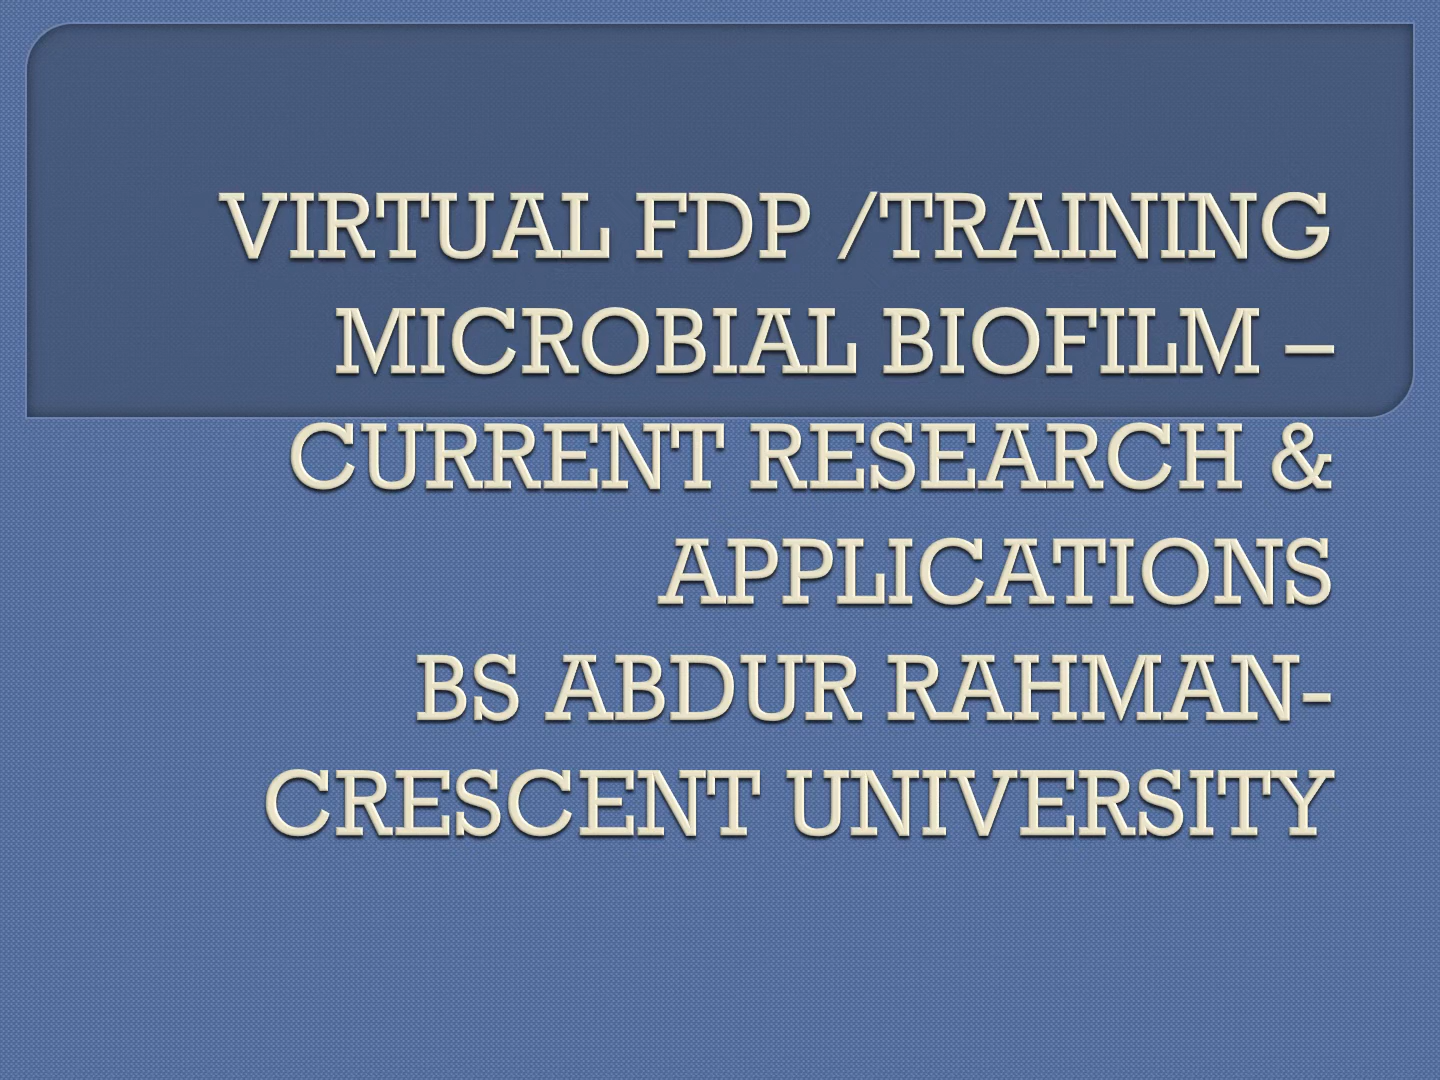 VIRTUAL FDP /TRAINING
MICROBIAL BIOFILM –
CURRENT RESEARCH &
APPLICATIONS
BS ABDUR RAHMAN-
CRESCENT UNIVERSITY